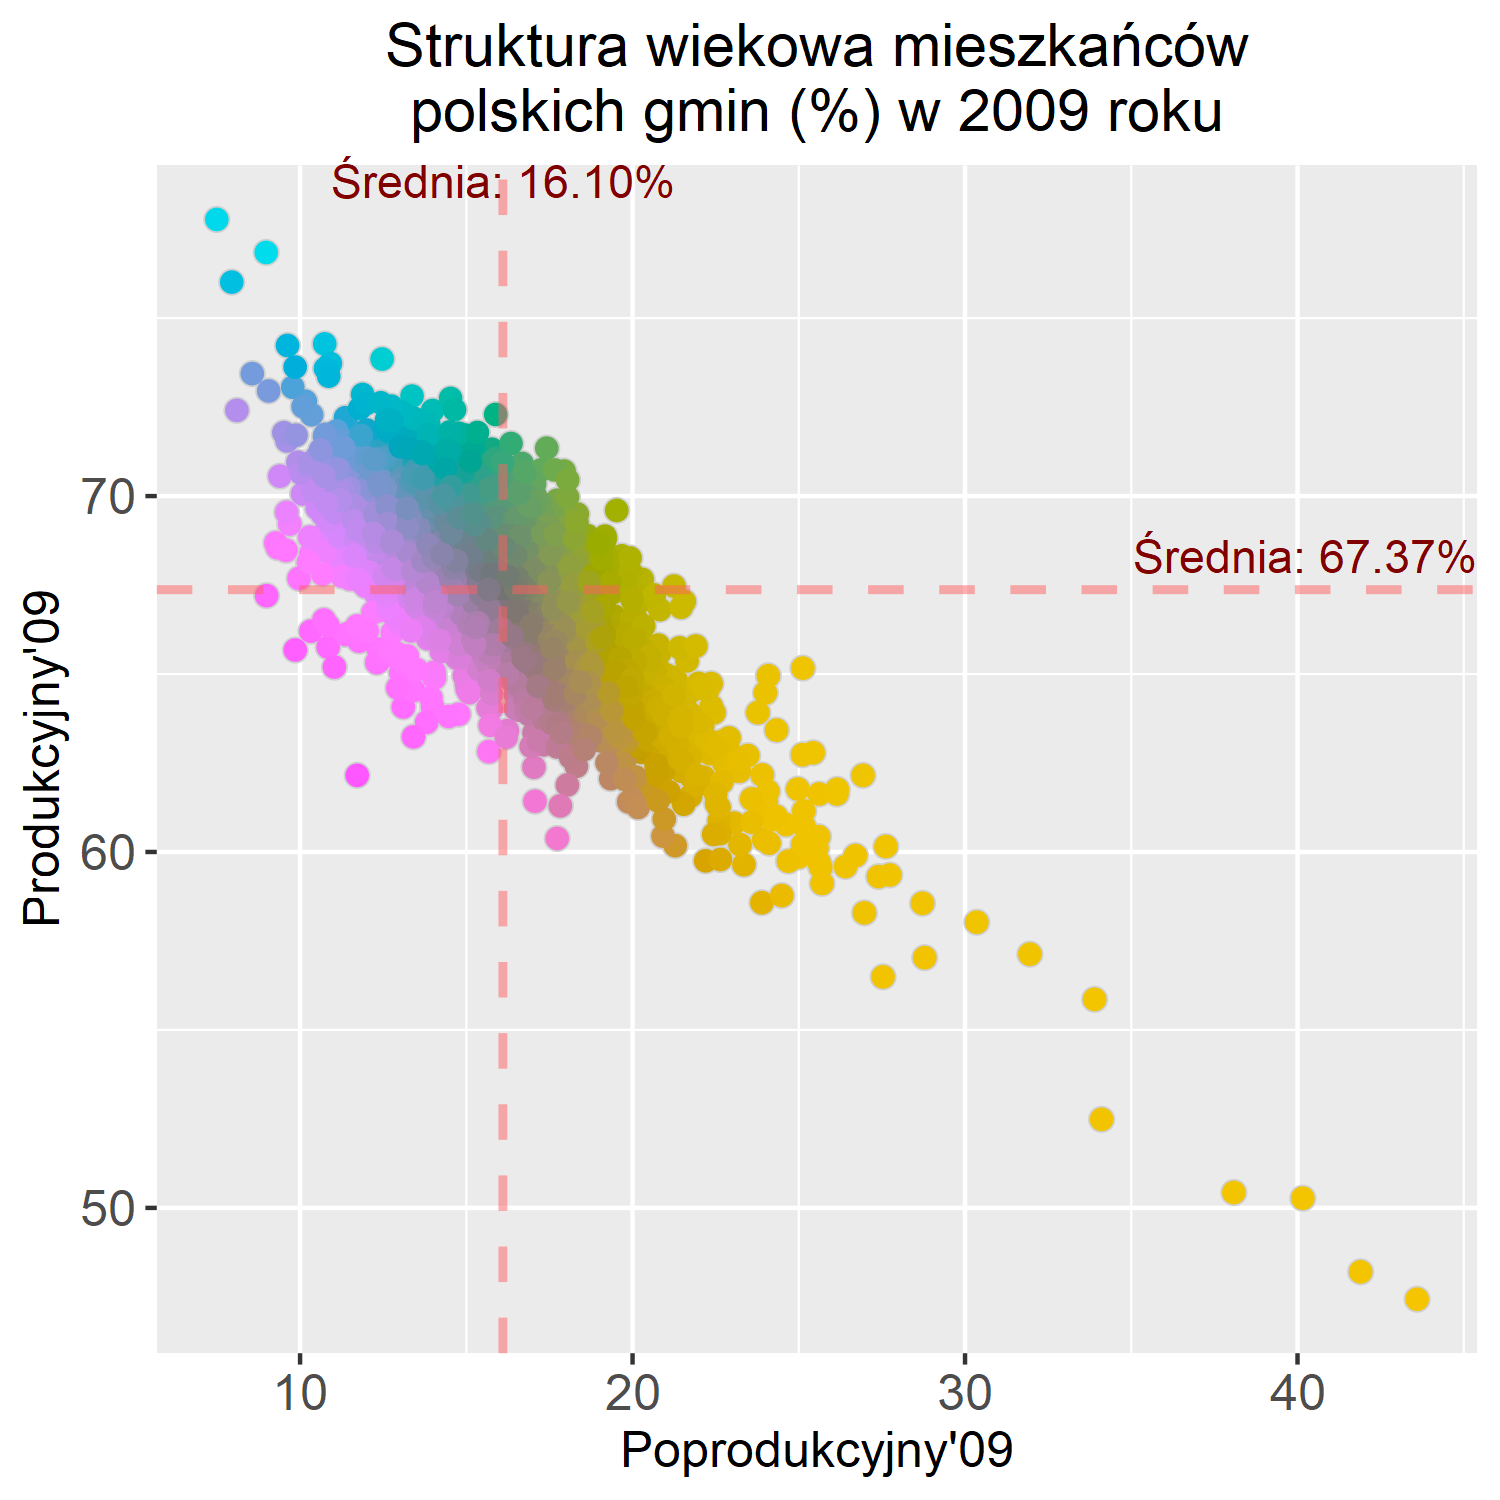 Struktura wiekowa mieszkańców
polskich gmin (%) w 2009 roku
Średnia: 16.10%
70
Średnia: 67.37%
60
50
Produkcyjny'09
10 20 30 40
Poprodukcyjny'09